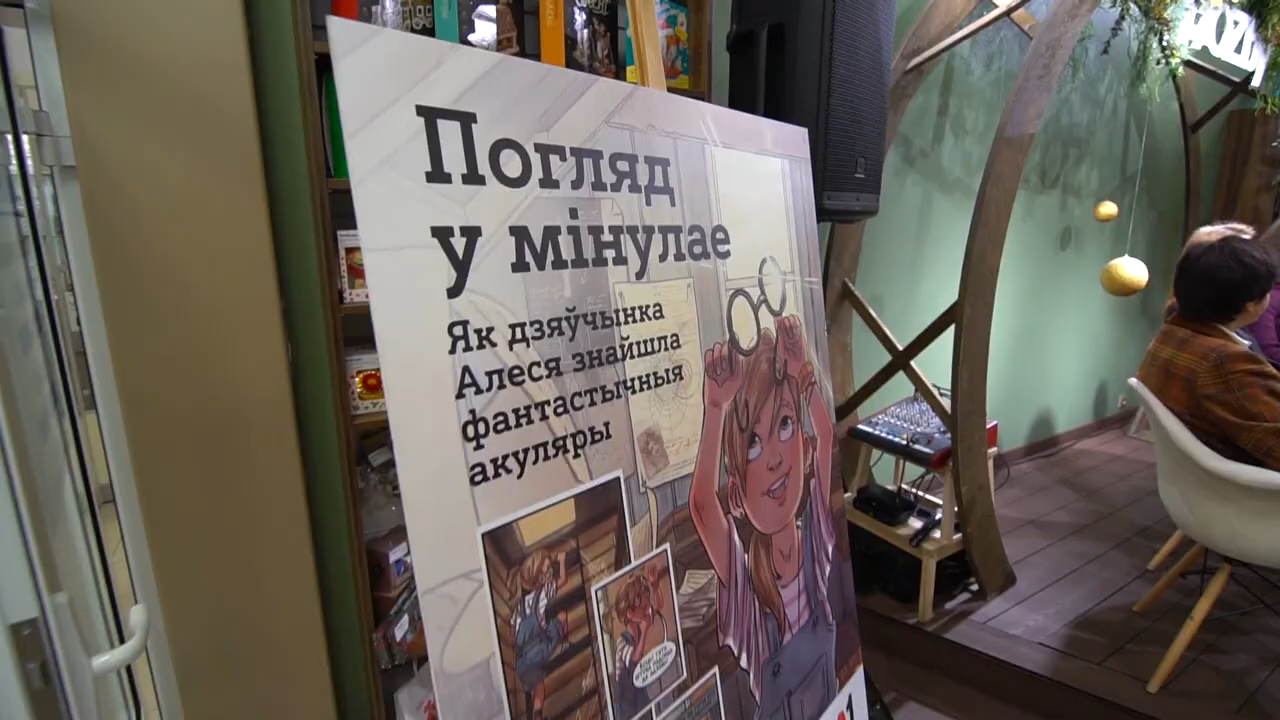 Погляд
у мінулае
Як дзяўчынка
Алеся знайшла
фантастычныя
акуляры